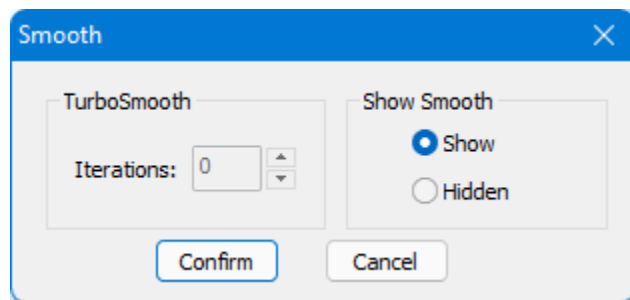 Smooth
TurboSmooth
Iterations: 0
Show Smooth
Show
Hidden
Confirm
Cancel